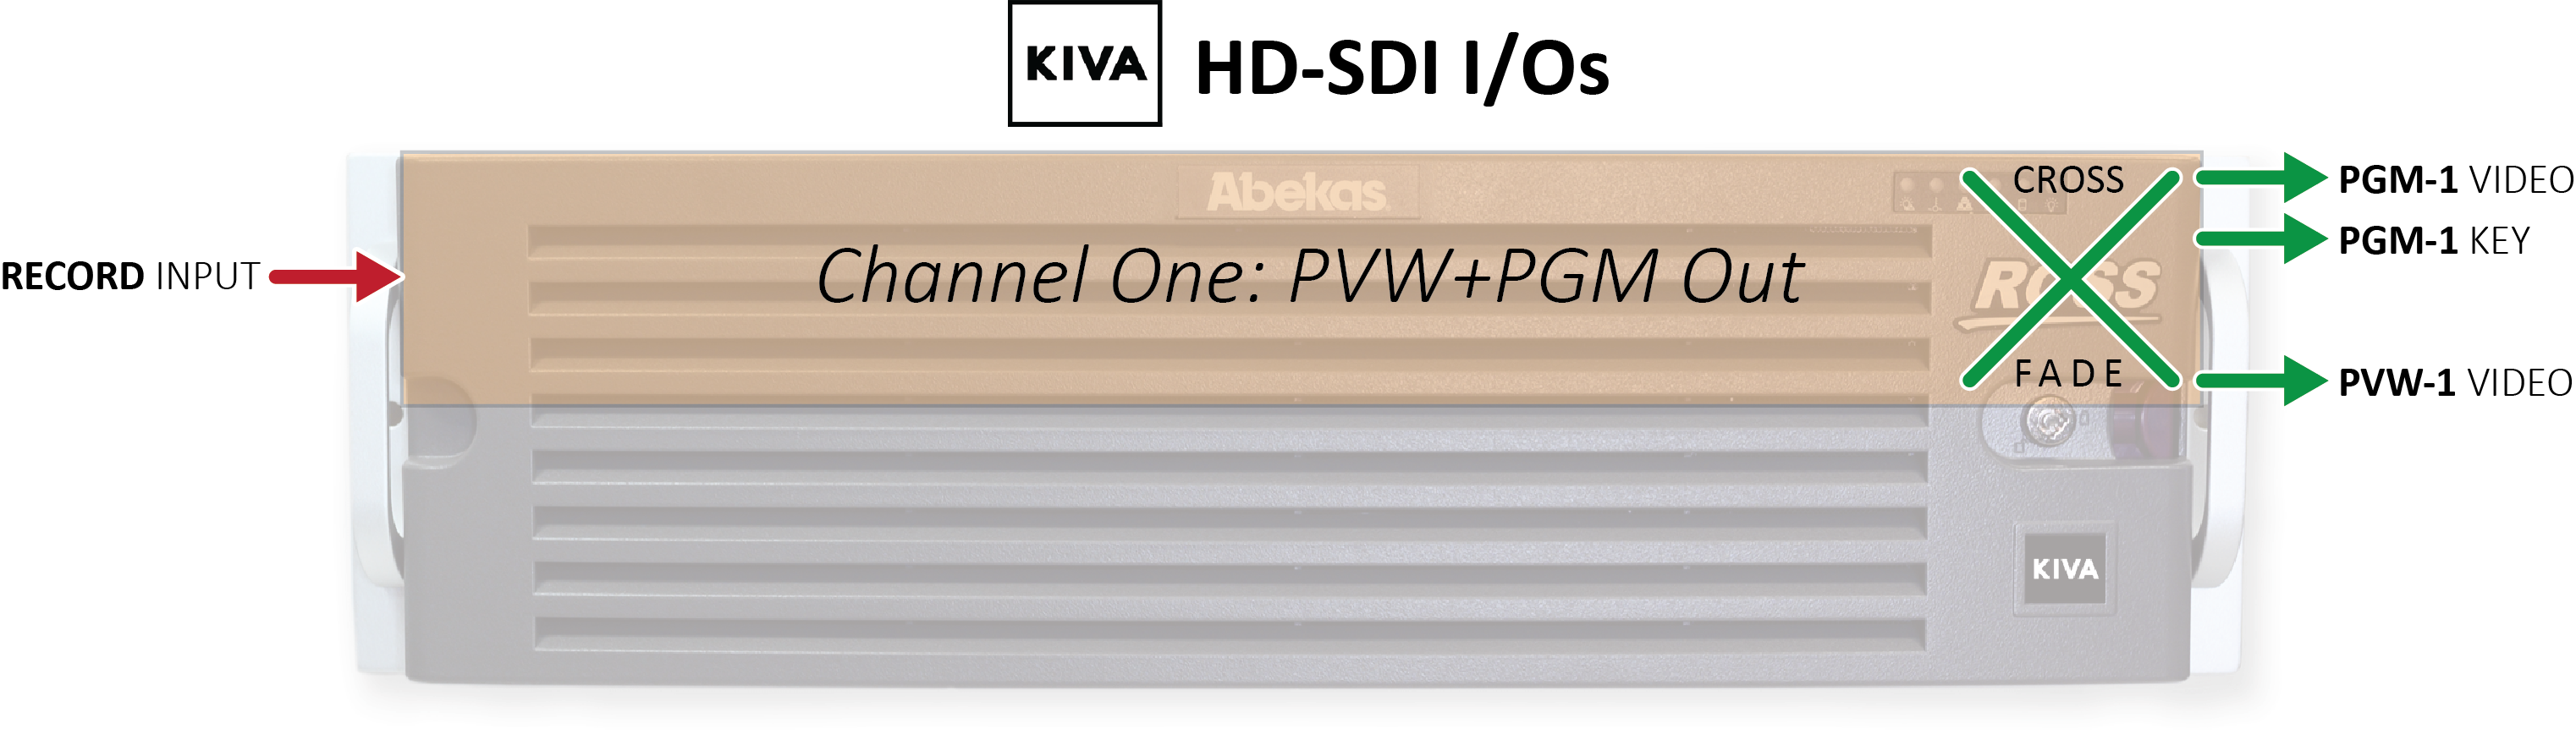 KIVA HD-SDI I/Os
Abekas
CROSS
PGM-1 VIDEO
PGM-1 KEY
RECORD INPUT
Channel One: PVW+PGM Out
ROSS
FADE
PVW-1 VIDEO
KIVA